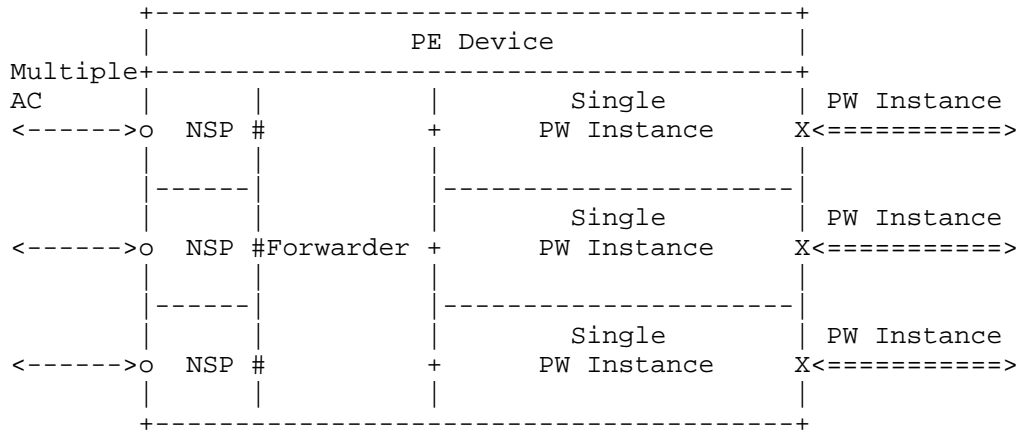 PE Device
Multiple
AC Single PW Instance
<------>o NSP # + PW Instance X<===========>
Single PW Instance
<------>o NSP #Forwarder + PW Instance X<===========>
Single PW Instance
<------>o NSP # + PW Instance X<===========>